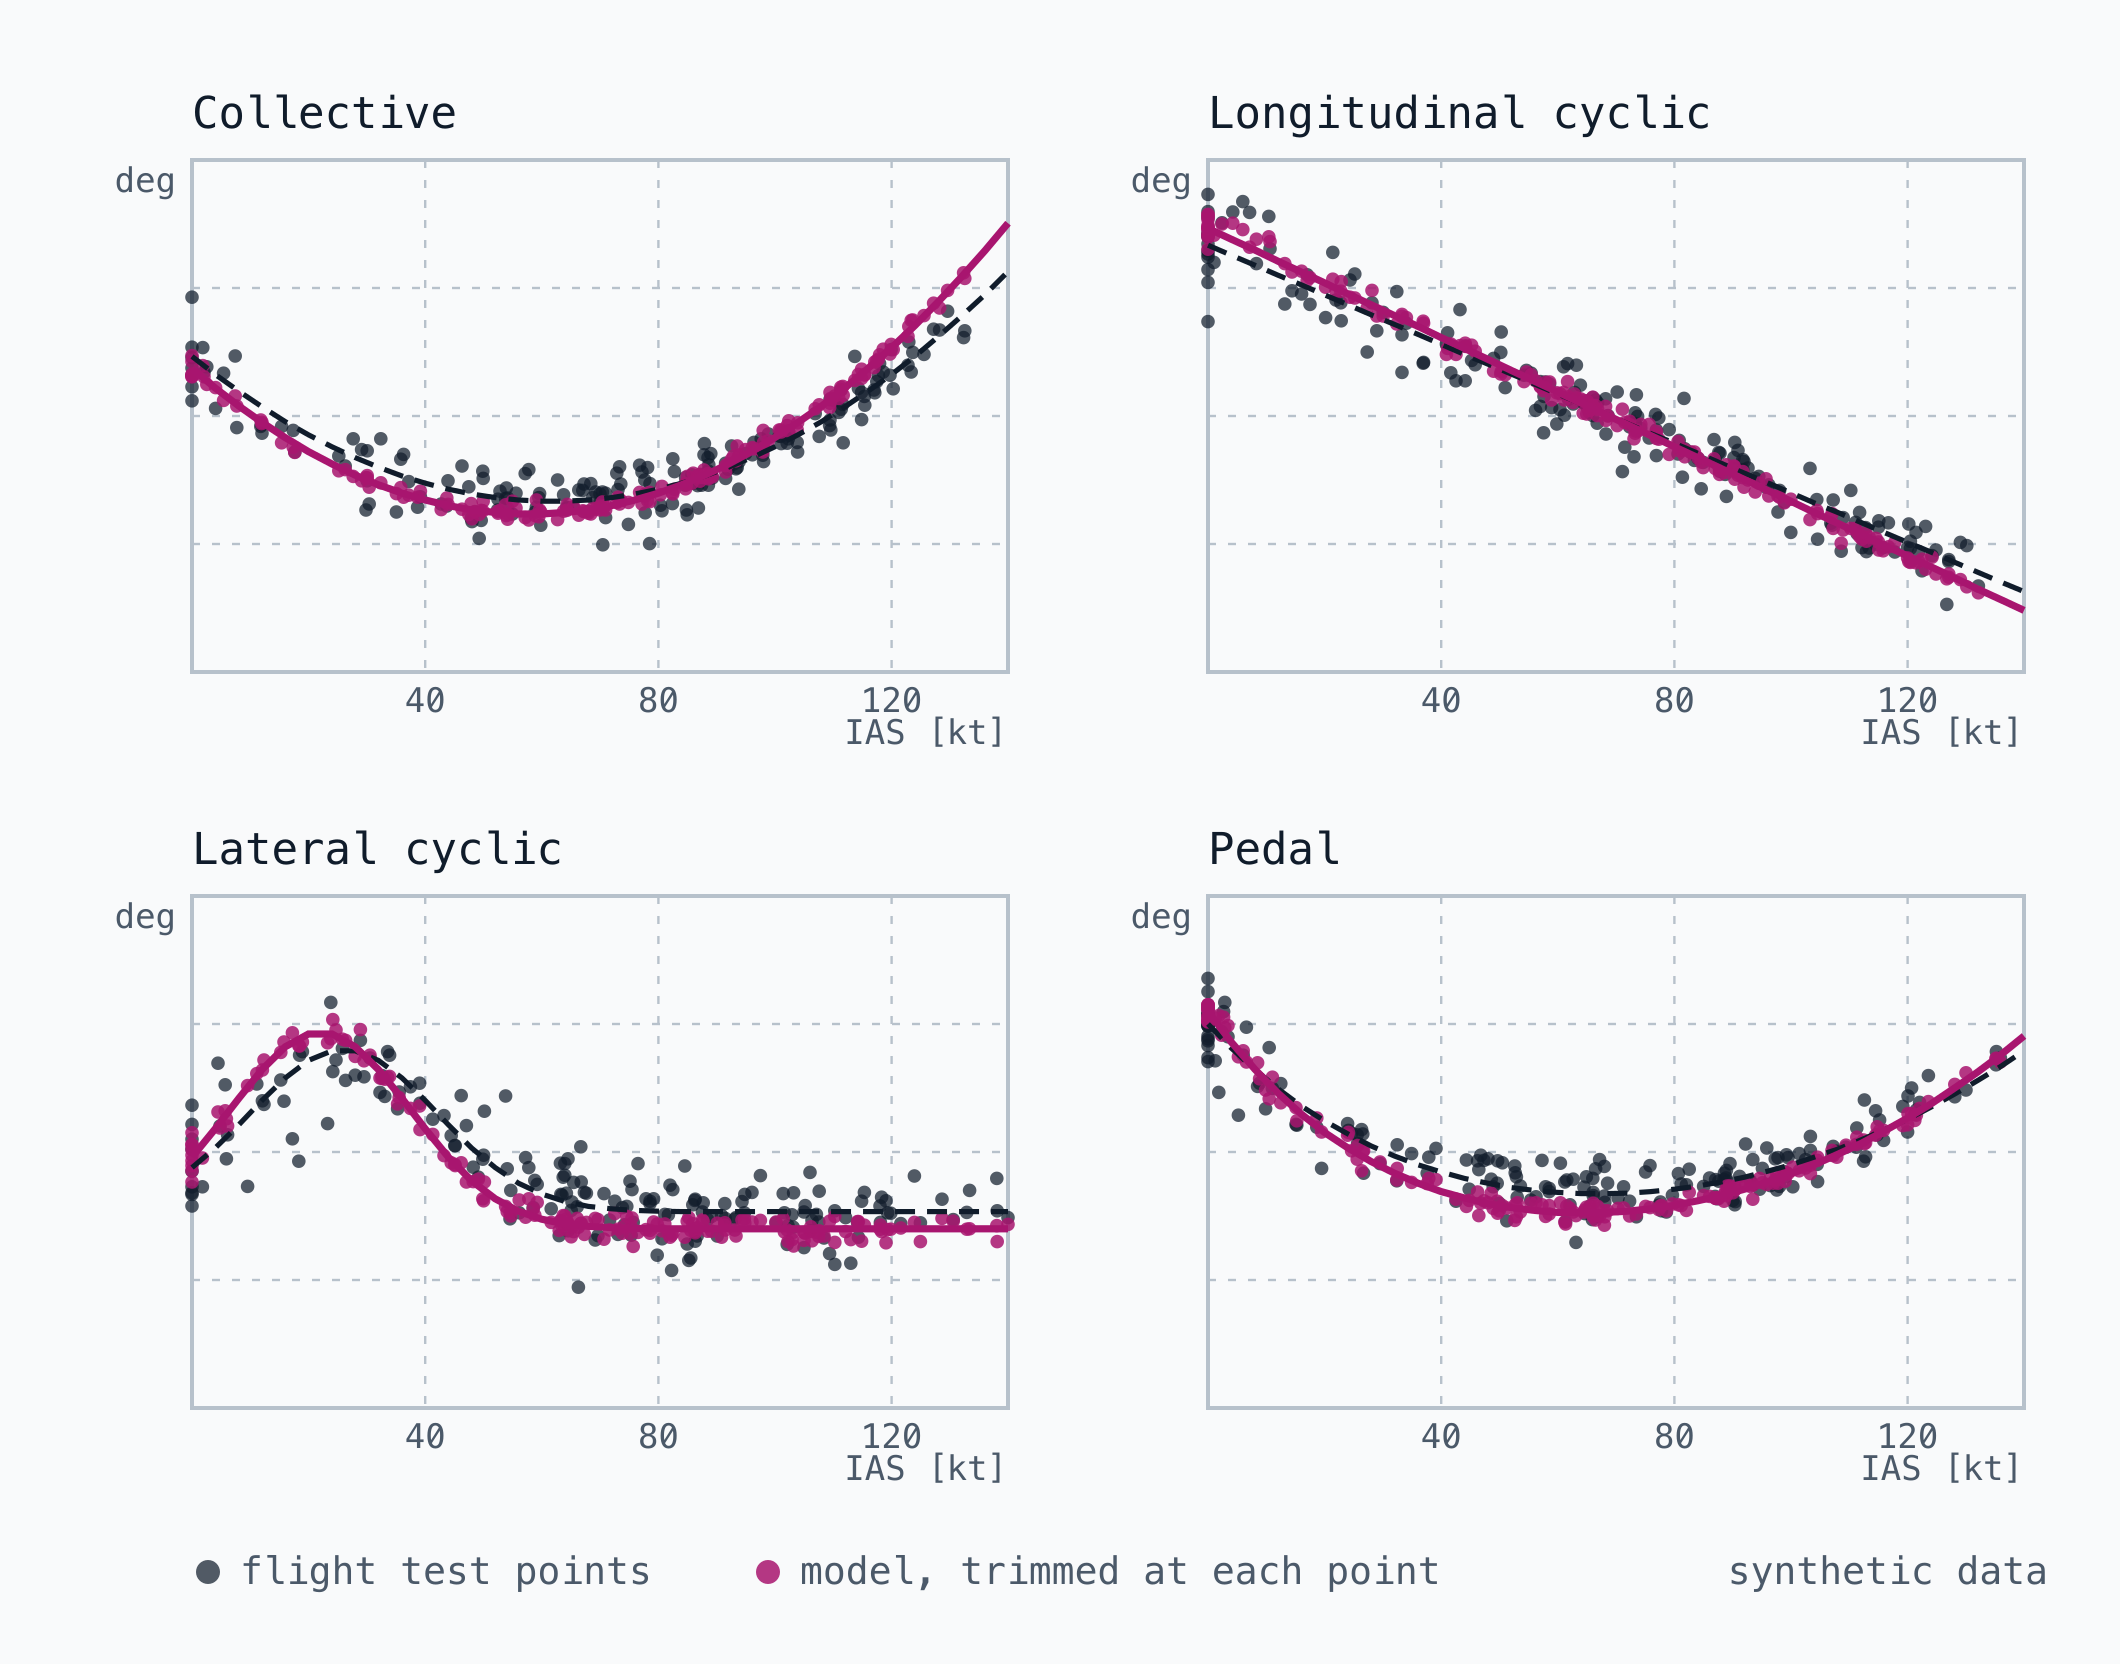 Collective
deg
40 80 120
IAS [kt]
Longitudinal cyclic
deg
40 80 120
IAS [kt]
Lateral cyclic
deg
40 80 120
IAS [kt]
Pedal
deg
40 80 120
IAS [kt]
flight test points
model, trimmed at each point
synthetic data